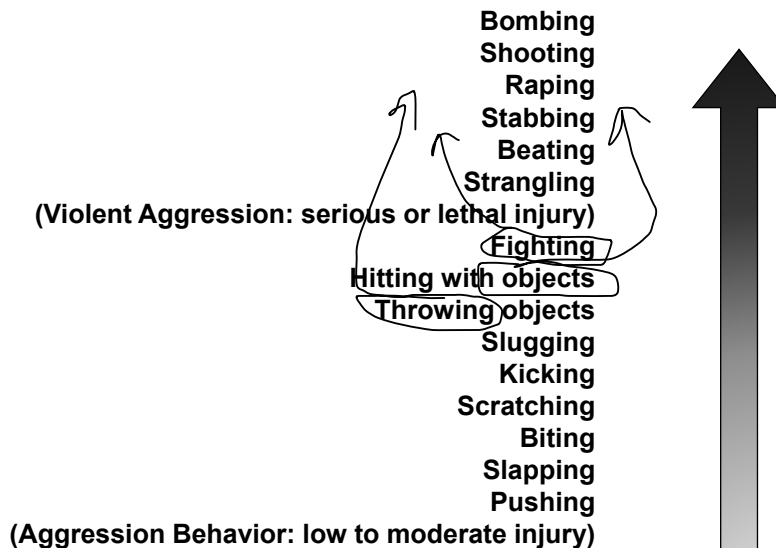 Bombing
Shooting
Raping
Stabbing
Beating
Strangling
(Violent Aggression: serious or lethal injury)
Fighting
Hitting with objects
Throwing objects
Slugging
Kicking
Scratching
Biting
Slapping
Pushing
(Aggression Behavior: low to moderate injury)